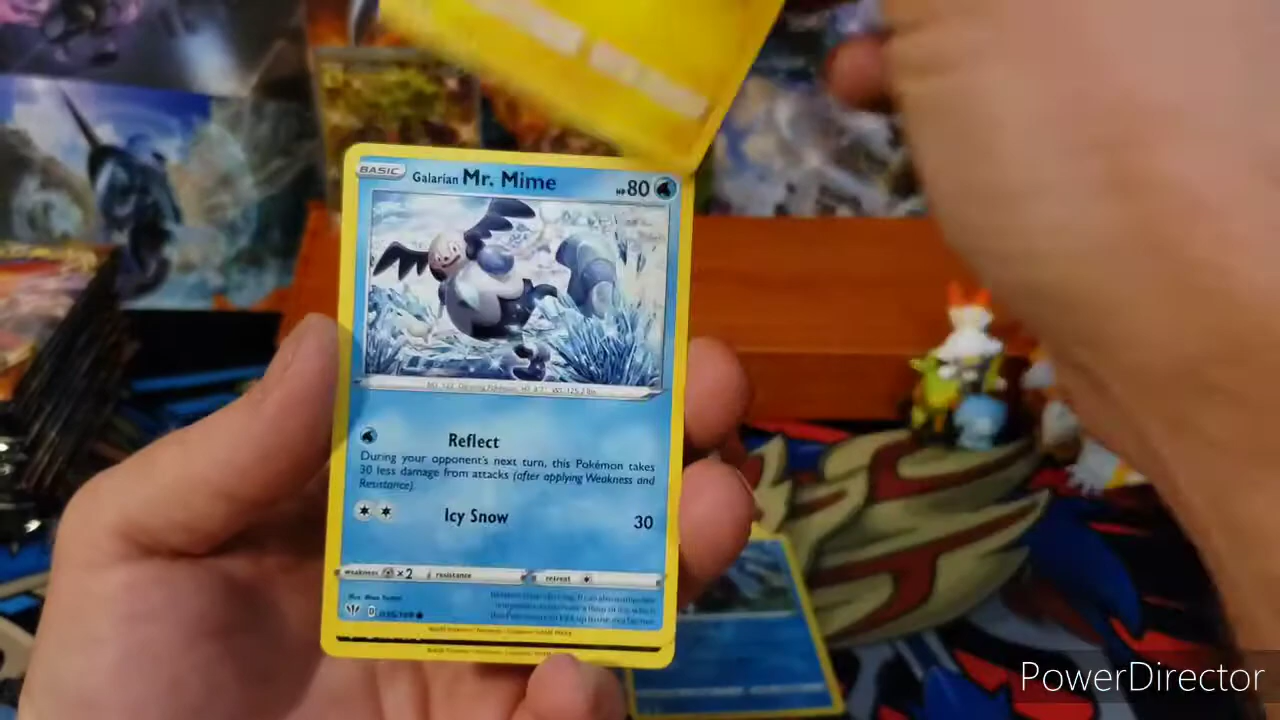 BASIC Galarian Mr. Mime HP 80
Reflect
During your opponent's next turn, this Pokémon takes
30 less damage from attacks (after applying Weakness and
Resistance).
Icy Snow 30
weakness ×2 resistance retreat
D
PowerDirector